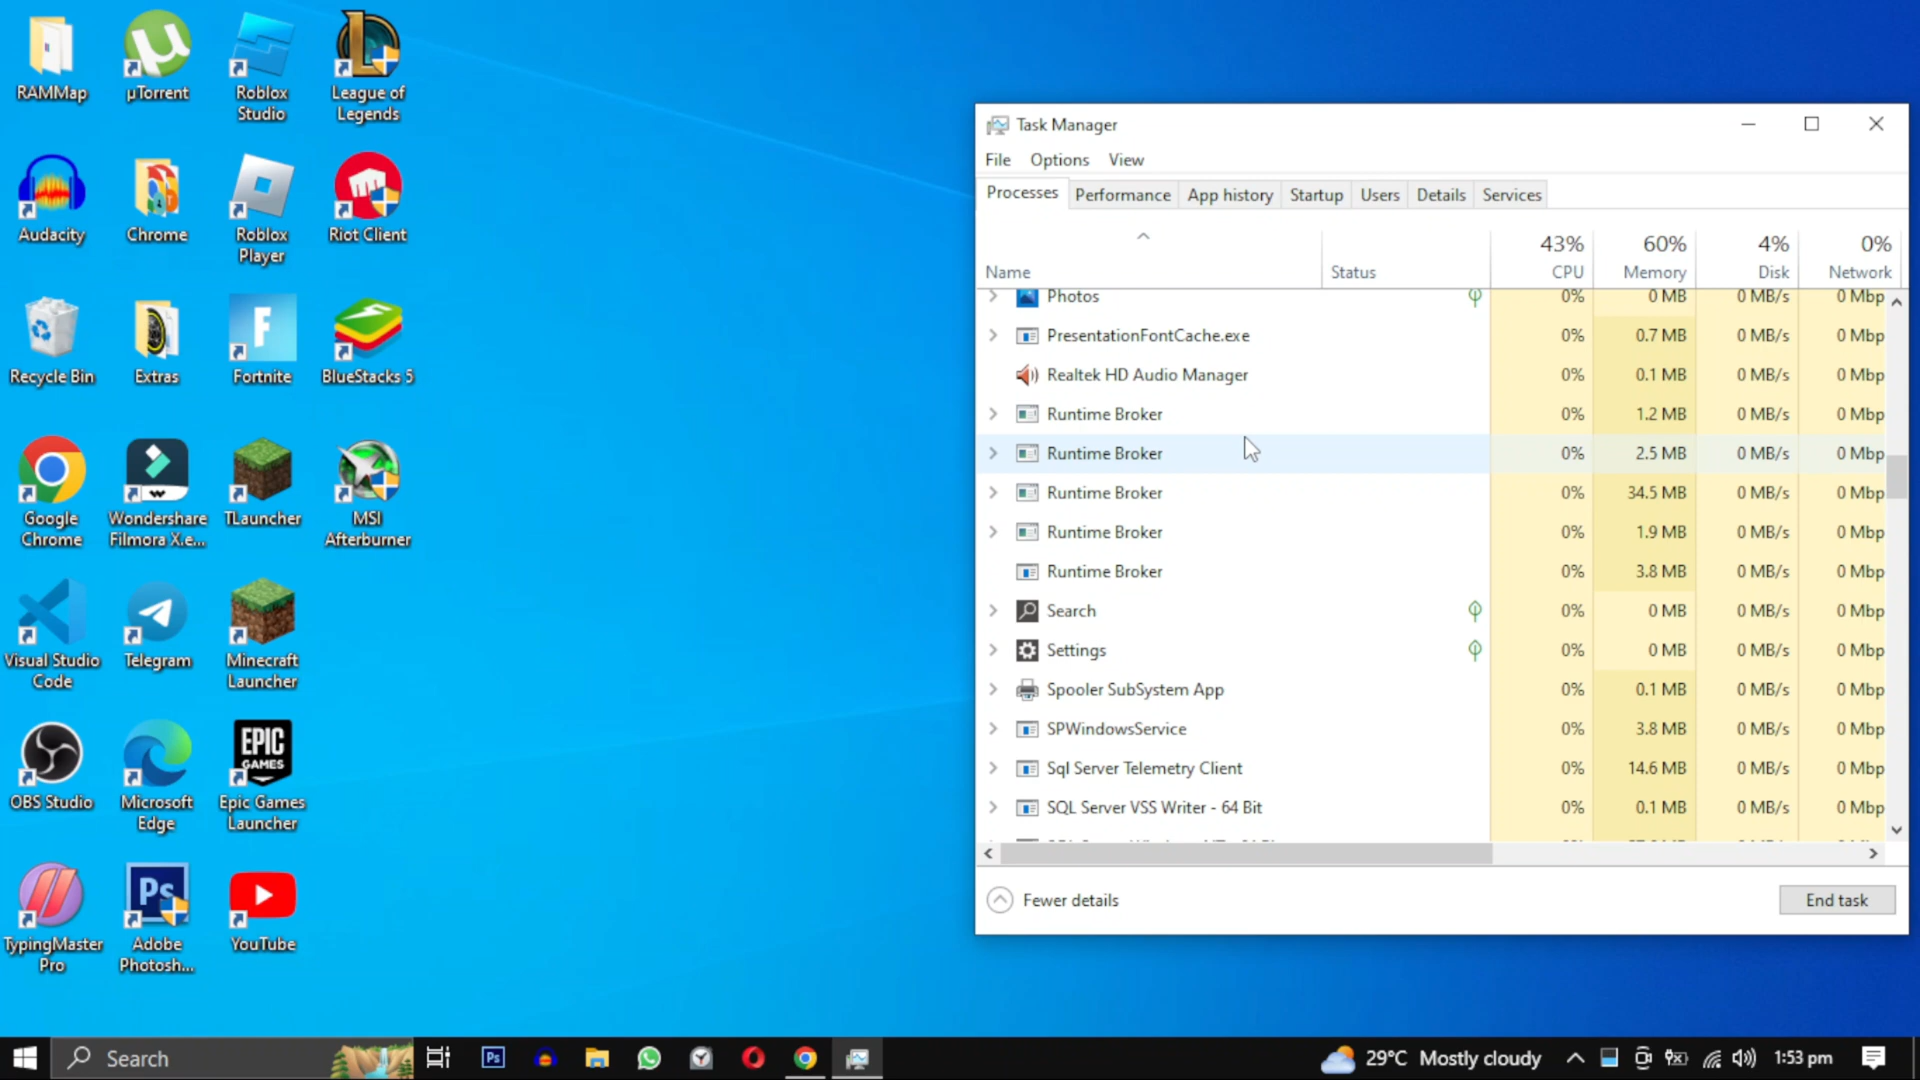 RAMMap
µTorrent
Roblox
Studio
League of
Legends
Audacity
Chrome
Roblox
Player
Riot Client
Recycle Bin
Extras
Fortnite
BlueStacks 5
Google
Chrome
Wondershare
Filmora X.e...
TLauncher
MSI
Afterburner
Visual Studio
Code
Telegram
Minecraft
Launcher
OBS Studio
Microsoft
Edge
EPIC
GAMES
Epic Games
Launcher
TypingMaster
Pro
Ps
Adobe
Photosh...
YouTube
Task Manager
File Options View
Processes Performance App history Startup Users Details Services
43% 60% 4% 0%
Name Status CPU Memory Disk Network
Photos 0% 0 MB 0 MB/s 0 Mbp
PresentationFontCache.exe 0% 0.7 MB 0 MB/s 0 Mbp
Realtek HD Audio Manager 0% 0.1 MB 0 MB/s 0 Mbp
Runtime Broker 0% 1.2 MB 0 MB/s 0 Mbp
Runtime Broker 0% 2.5 MB 0 MB/s 0 Mbp
Runtime Broker 0% 34.5 MB 0 MB/s 0 Mbp
Runtime Broker 0% 1.9 MB 0 MB/s 0 Mbp
Runtime Broker 0% 3.8 MB 0 MB/s 0 Mbp
Search 0% 0 MB 0 MB/s 0 Mbp
Settings 0% 0 MB 0 MB/s 0 Mbp
Spooler SubSystem App 0% 0.1 MB 0 MB/s 0 Mbp
SPWindowsService 0% 3.8 MB 0 MB/s 0 Mbp
Sql Server Telemetry Client 0% 14.6 MB 0 MB/s 0 Mbp
SQL Server VSS Writer - 64 Bit 0% 0.1 MB 0 MB/s 0 Mbp
Fewer details
End task
Search
Ps
29°C Mostly cloudy
1:53 pm